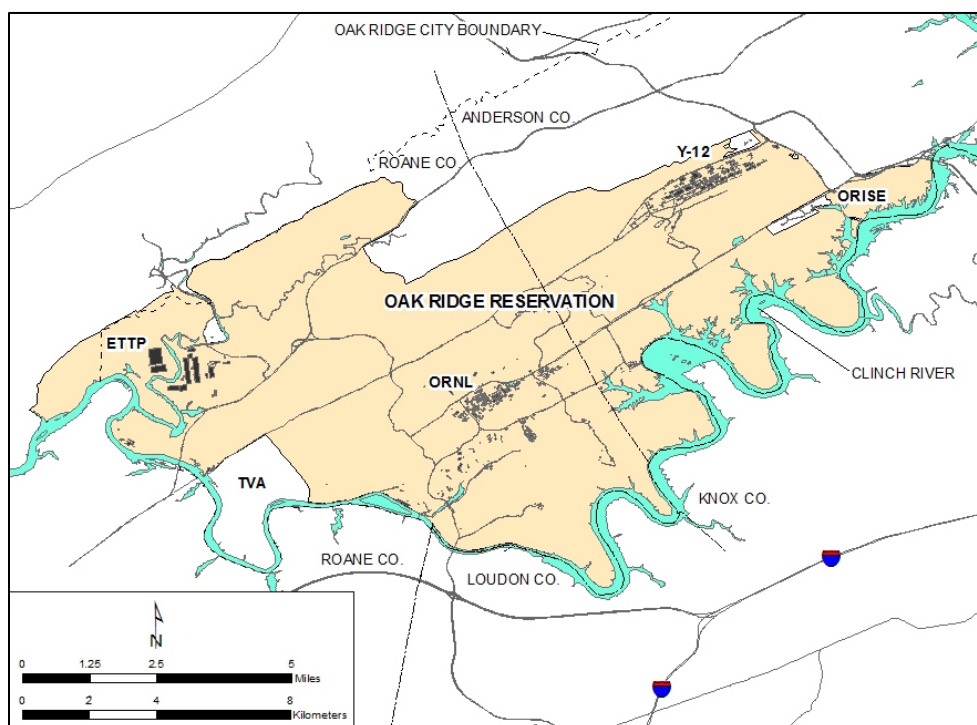 OAK RIDGE CITY BOUNDARY
ANDERSON CO.
ROANE CO.
Y-12
ORISE
OAK RIDGE RESERVATION
ETTP
ORNL
CLINCH RIVER
TVA
KNOX CO.
ROANE CO.
LOUDON CO.
N
0 1.25 2.5 5
Miles
0 2 4 8
Kilometers